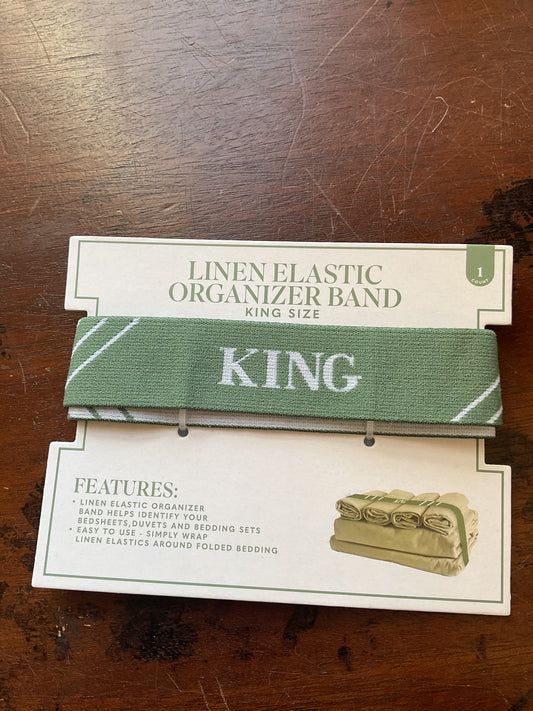 LINEN ELASTIC
ORGANIZER BAND
KING SIZE
1
COUNT
KING
FEATURES:
• LINEN ELASTIC ORGANIZER
BAND HELPS IDENTIFY YOUR
BEDSHEETS,DUVETS AND BEDDING SETS
• EASY TO USE - SIMPLY WRAP
LINEN ELASTICS AROUND FOLDED BEDDING